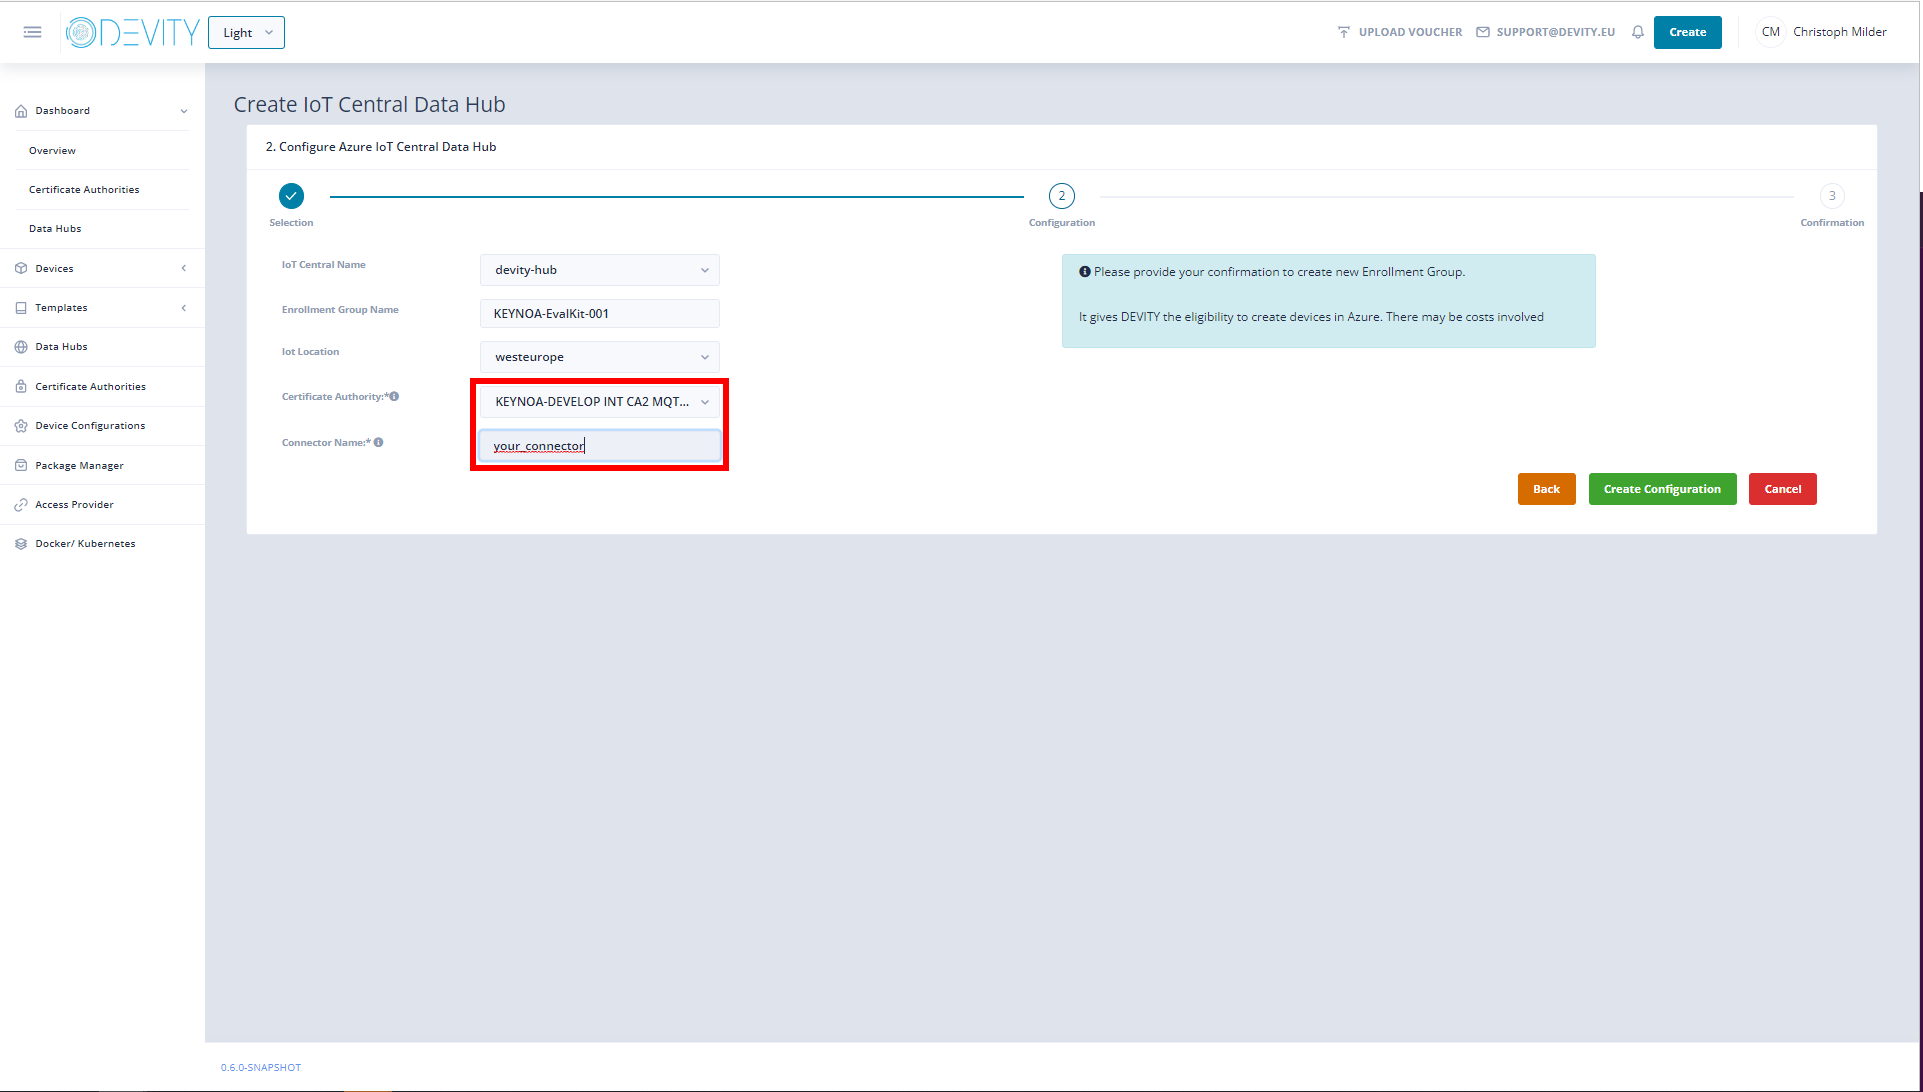 DEVITY
Light
UPLOAD VOUCHER
SUPPORT@DEVITY.EU
Create
CM
Christoph Milder
Dashboard
Overview
Certificate Authorities
Data Hubs
Devices
Templates
Data Hubs
Certificate Authorities
Device Configurations
Package Manager
Access Provider
Docker/ Kubernetes
Create IoT Central Data Hub
2. Configure Azure IoT Central Data Hub
2
3
Selection
Configuration
Confirmation
IoT Central Name
devity-hub
Enrollment Group Name
KEYNOA-EvalKit-001
Iot Location
westeurope
Certificate Authority:*
KEYNOA-DEVELOP INT CA2 MQT...
Connector Name:*
your_connector
Please provide your confirmation to create new Enrollment Group.
It gives DEVITY the eligibility to create devices in Azure. There may be costs involved
Back
Create Configuration
Cancel
0.6.0-SNAPSHOT